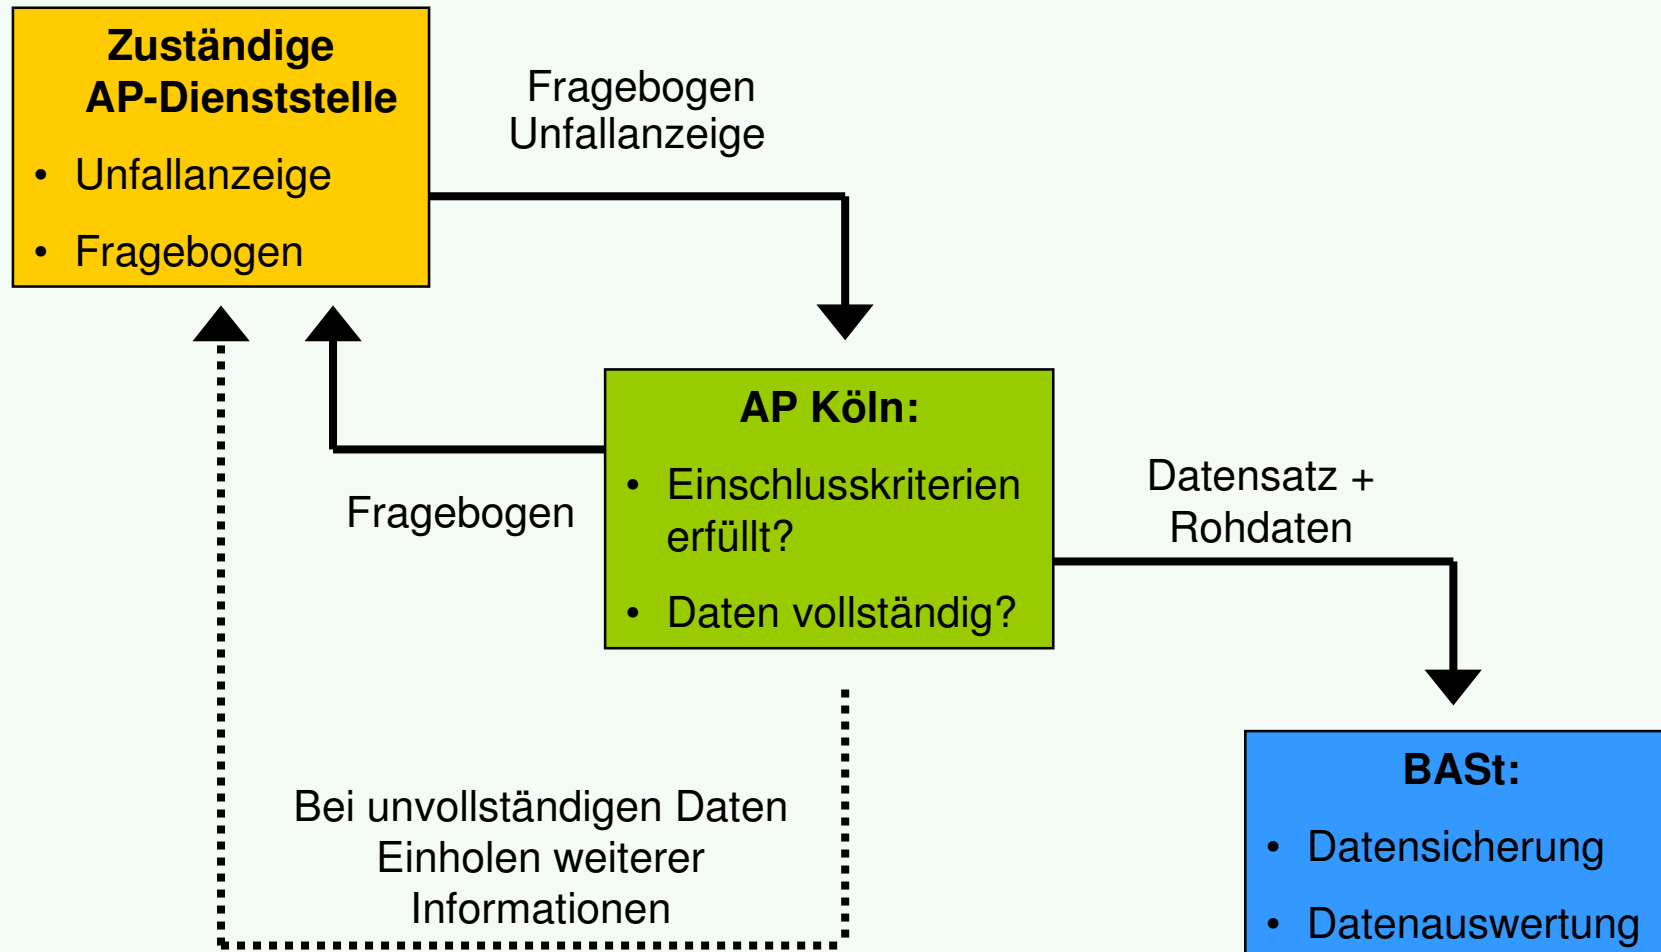 Zuständige
AP-Dienststelle
• Unfallanzeige
• Fragebogen
Fragebogen
Unfallanzeige
AP Köln:
• Einschlusskriterien
erfüllt?
• Daten vollständig?
Fragebogen
Datensatz +
Rohdaten
Bei unvollständigen Daten
Einholen weiterer
Informationen
BASt:
• Datensicherung
• Datenauswertung